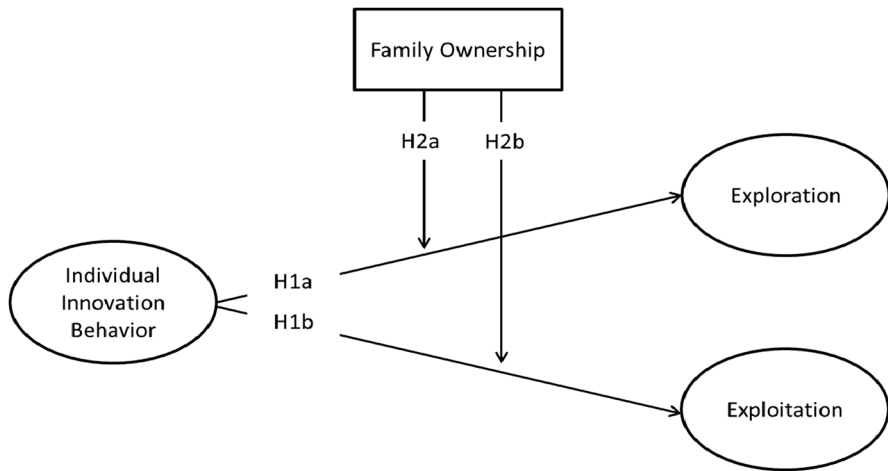 Family Ownership
H2a
H2b
Exploration
Individual
Innovation
Behavior
H1a
H1b
Exploitation